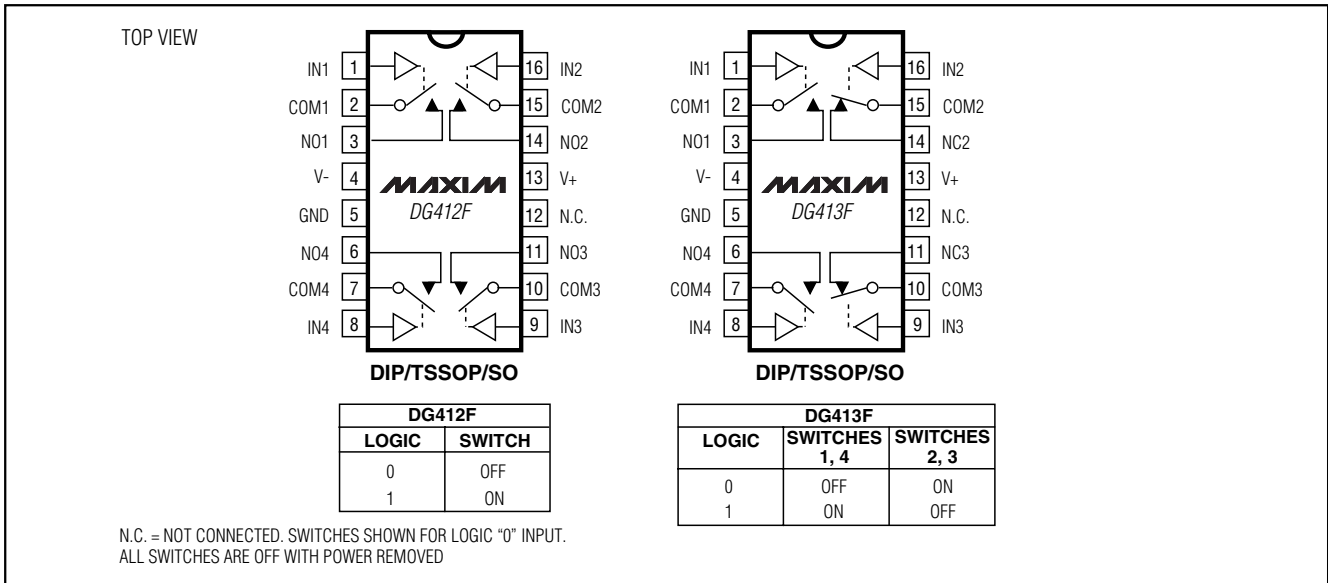 TOP VIEW
IN1 1 16 IN2
COM1 2 15 COM2
NO1 3 14 NO2
V- 4 13 V+
MAXIM
DG412F
GND 5 12 N.C.
NO4 6 11 NO3
COM4 7 10 COM3
IN4 8 9 IN3
DIP/TSSOP/SO
IN1 1 16 IN2
COM1 2 15 COM2
NO1 3 14 NC2
V- 4 13 V+
MAXIM
DG413F
GND 5 12 N.C.
NO4 6 11 NC3
COM4 7 10 COM3
IN4 8 9 IN3
DIP/TSSOP/SO
DG412F
LOGIC SWITCH
0 OFF
1 ON
DG413F
LOGIC SWITCHES 1, 4 SWITCHES 2, 3
0 OFF ON
1 ON OFF
N.C. = NOT CONNECTED. SWITCHES SHOWN FOR LOGIC “0” INPUT.
ALL SWITCHES ARE OFF WITH POWER REMOVED